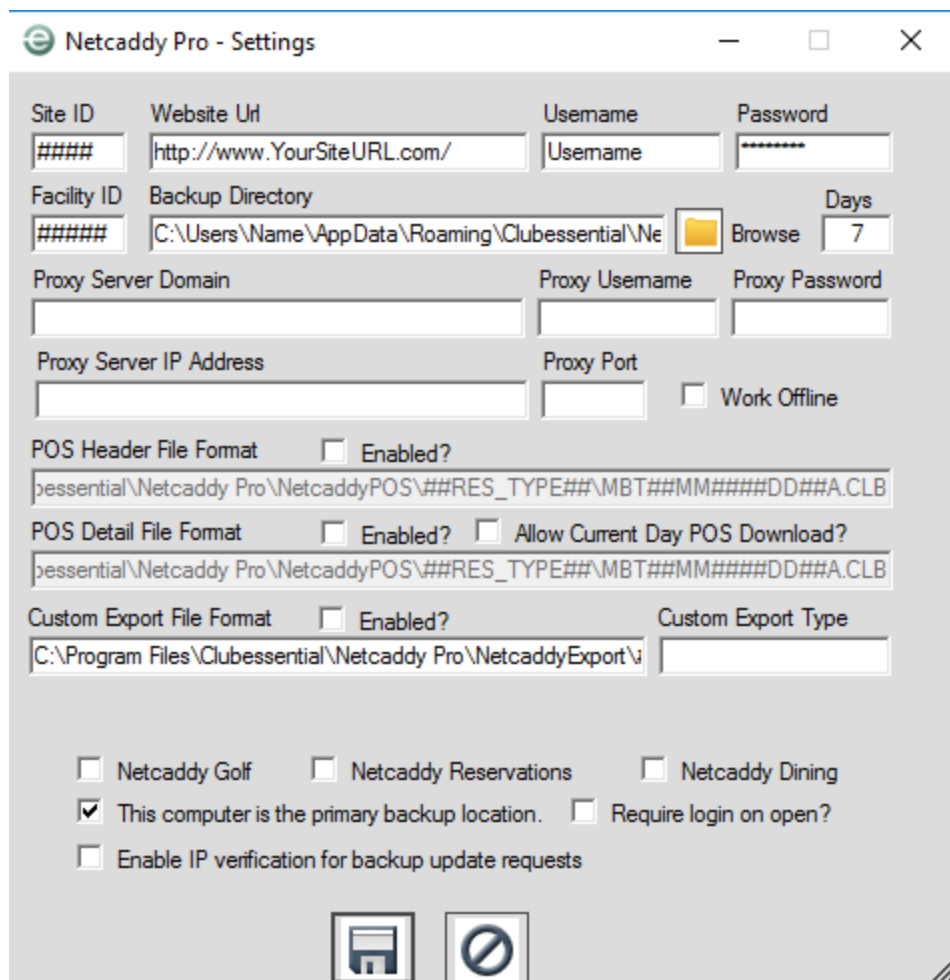 Netcaddy Pro - Settings
Site ID Website Url Username Password
#### http://www.YourSiteURL.com/ Username ********
Facility ID Backup Directory Days
##### C:\Users\Name\AppData\Roaming\Clubessential\Ne Browse 7
Proxy Server Domain Proxy Username Proxy Password
Proxy Server IP Address Proxy Port
Work Offline
POS Header File Format Enabled?
bessential\Netcaddy Pro\NetcaddyPOS\##RES_TYPE##\MBT##MM####DD##A.CLB
POS Detail File Format Enabled? Allow Current Day POS Download?
bessential\Netcaddy Pro\NetcaddyPOS\##RES_TYPE##\MBT##MM####DD##A.CLB
Custom Export File Format Enabled? Custom Export Type
C:\Program Files\Clubessential\Netcaddy Pro\NetcaddyExport\#
Netcaddy Golf Netcaddy Reservations Netcaddy Dining
This computer is the primary backup location. Require login on open?
Enable IP verification for backup update requests